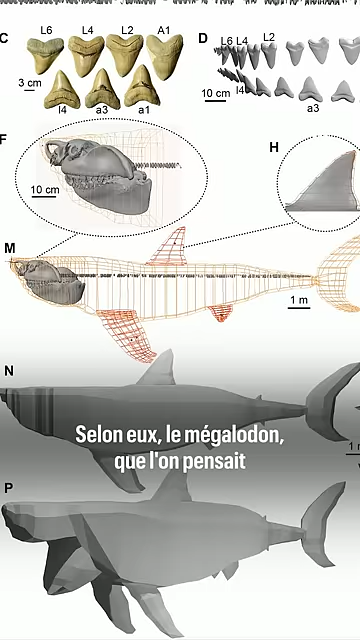 C
L6 L4 L2 A1
D
L6 L4 L2
3 cm
l4 a3 a1
l4
10 cm
a3
F
H
10 cm
M
1 m
N
Selon eux, le mégalodon,
que l'on pensait
P